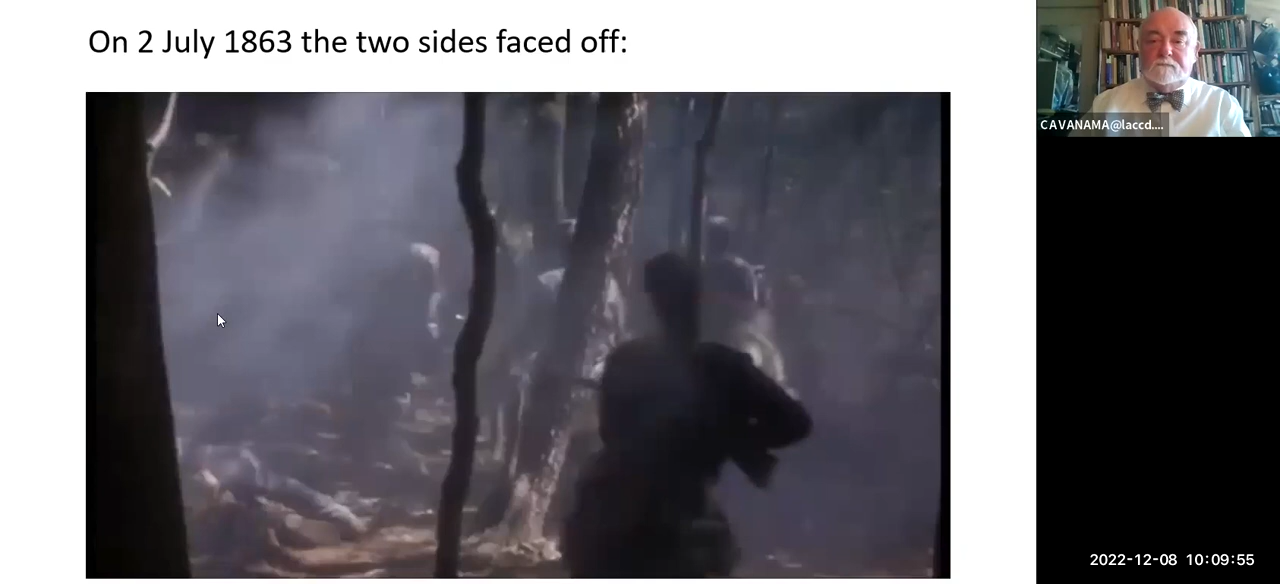 On 2 July 1863 the two sides faced off:
CAVANAMA@laccd....
2022-12-08 10:09:55